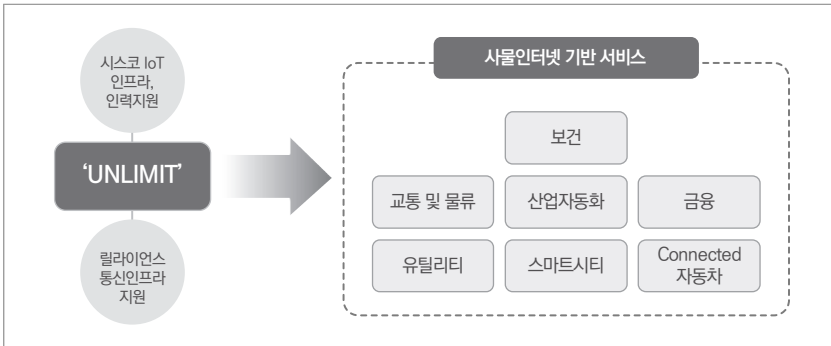 시스코 IoT
인프라,
인력지원
‘UNLIMIT’
릴라이언스
통신인프라
지원
사물인터넷 기반 서비스
보건
교통 및 물류
산업자동화
금융
유틸리티
스마트시티
Connected
자동차